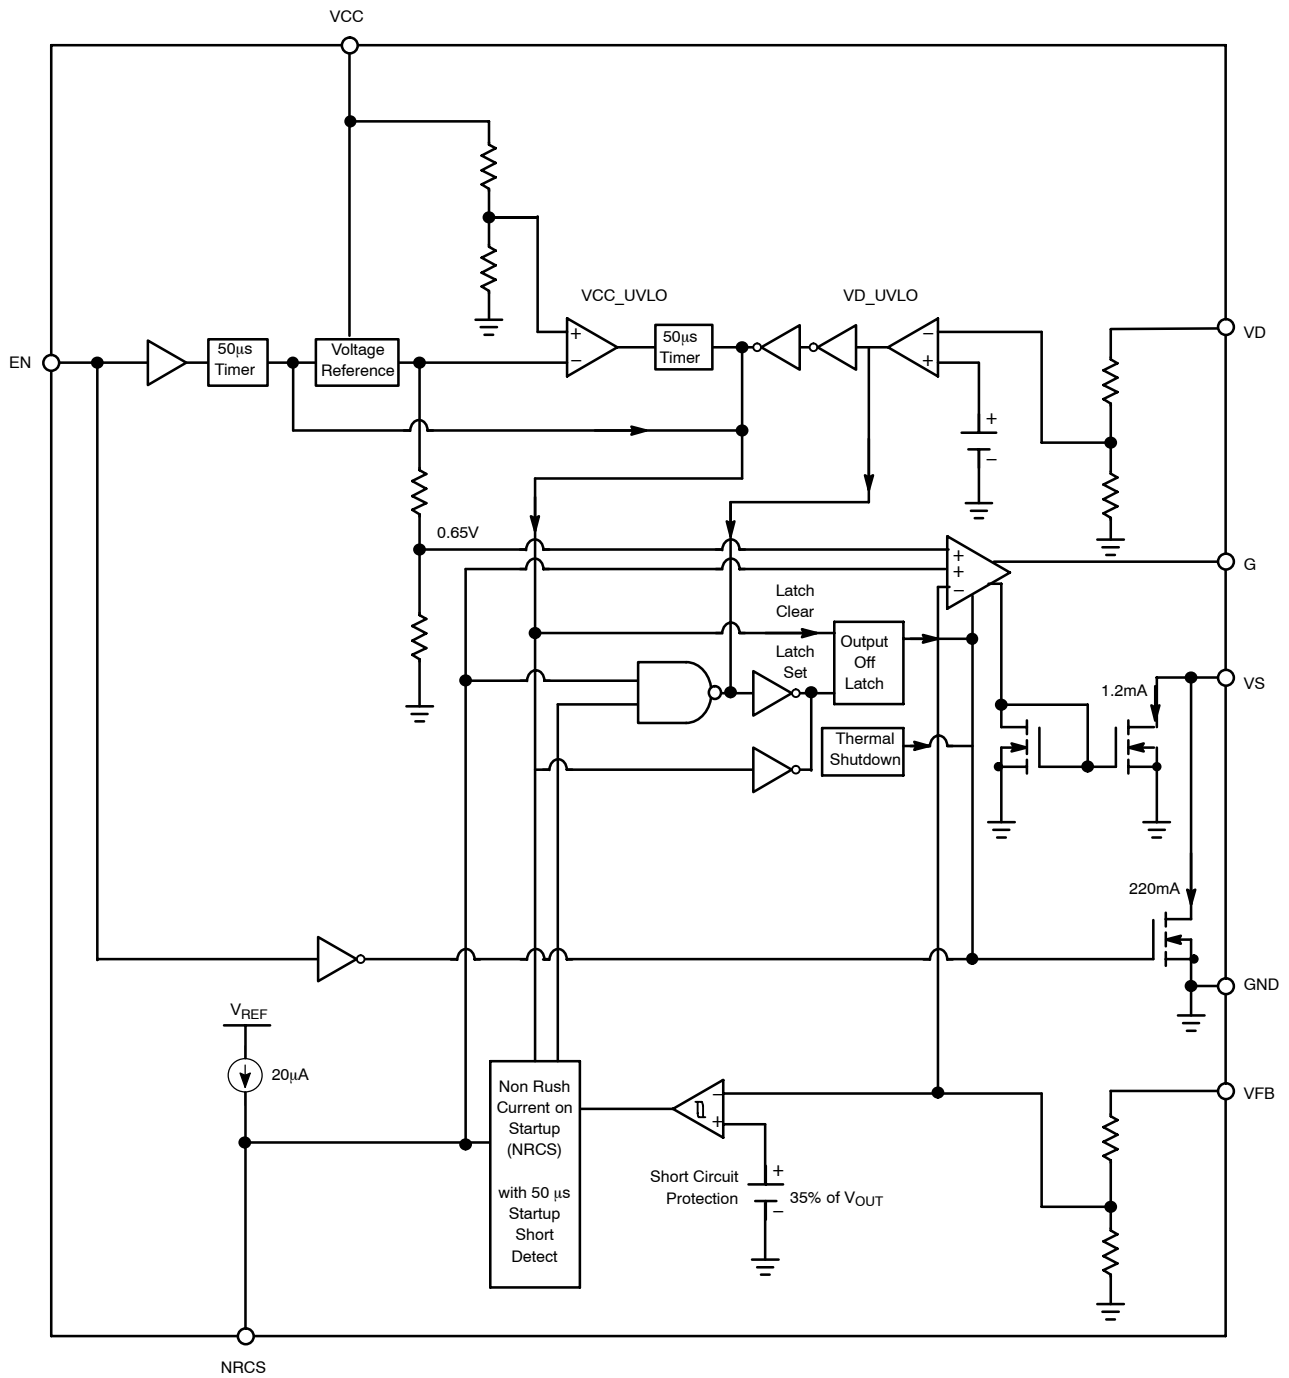 VCC
VCC_UVLO
VD_UVLO
VD
EN
50μs
Timer
Voltage
Reference
+
−
50μs
Timer
−
+
+
−
0.65V
+
+
−
G
Latch
Clear
Latch
Set
Output
Off
Latch
Thermal
Shutdown
1.2mA
VS
220mA
GND
VREF
20μA
Non Rush
Current on
Startup
(NRCS)
with 50 μs
Startup
Short
Detect
−
+
Short Circuit
Protection
+
−
35% of VOUT
VFB
NRCS